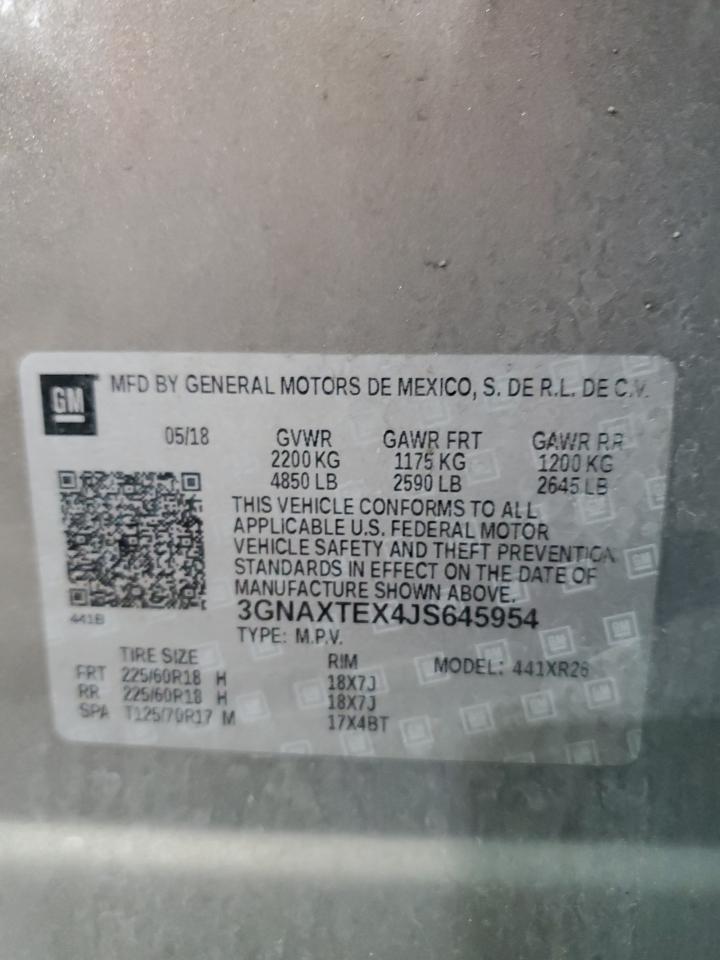 GM
MFD BY GENERAL MOTORS DE MEXICO, S. DE R.L. DE C.V.
05/18 GVWR GAWR FRT GAWR RR
2200 KG 1175 KG 1200 KG
4850 LB 2590 LB 2645 LB
THIS VEHICLE CONFORMS TO ALL
APPLICABLE U.S. FEDERAL MOTOR
VEHICLE SAFETY AND THEFT PREVENTION
STANDARDS IN EFFECT ON THE DATE OF
MANUFACTURE SHOWN ABOVE.
441B
3GNAXTEX4JS645954
TYPE: M.P.V.
TIRE SIZE RIM MODEL: 441XR26
FRT 225/60R18 H 18X7J
RR 225/60R18 H 18X7J
SPA T125/70R17 M 17X4BT